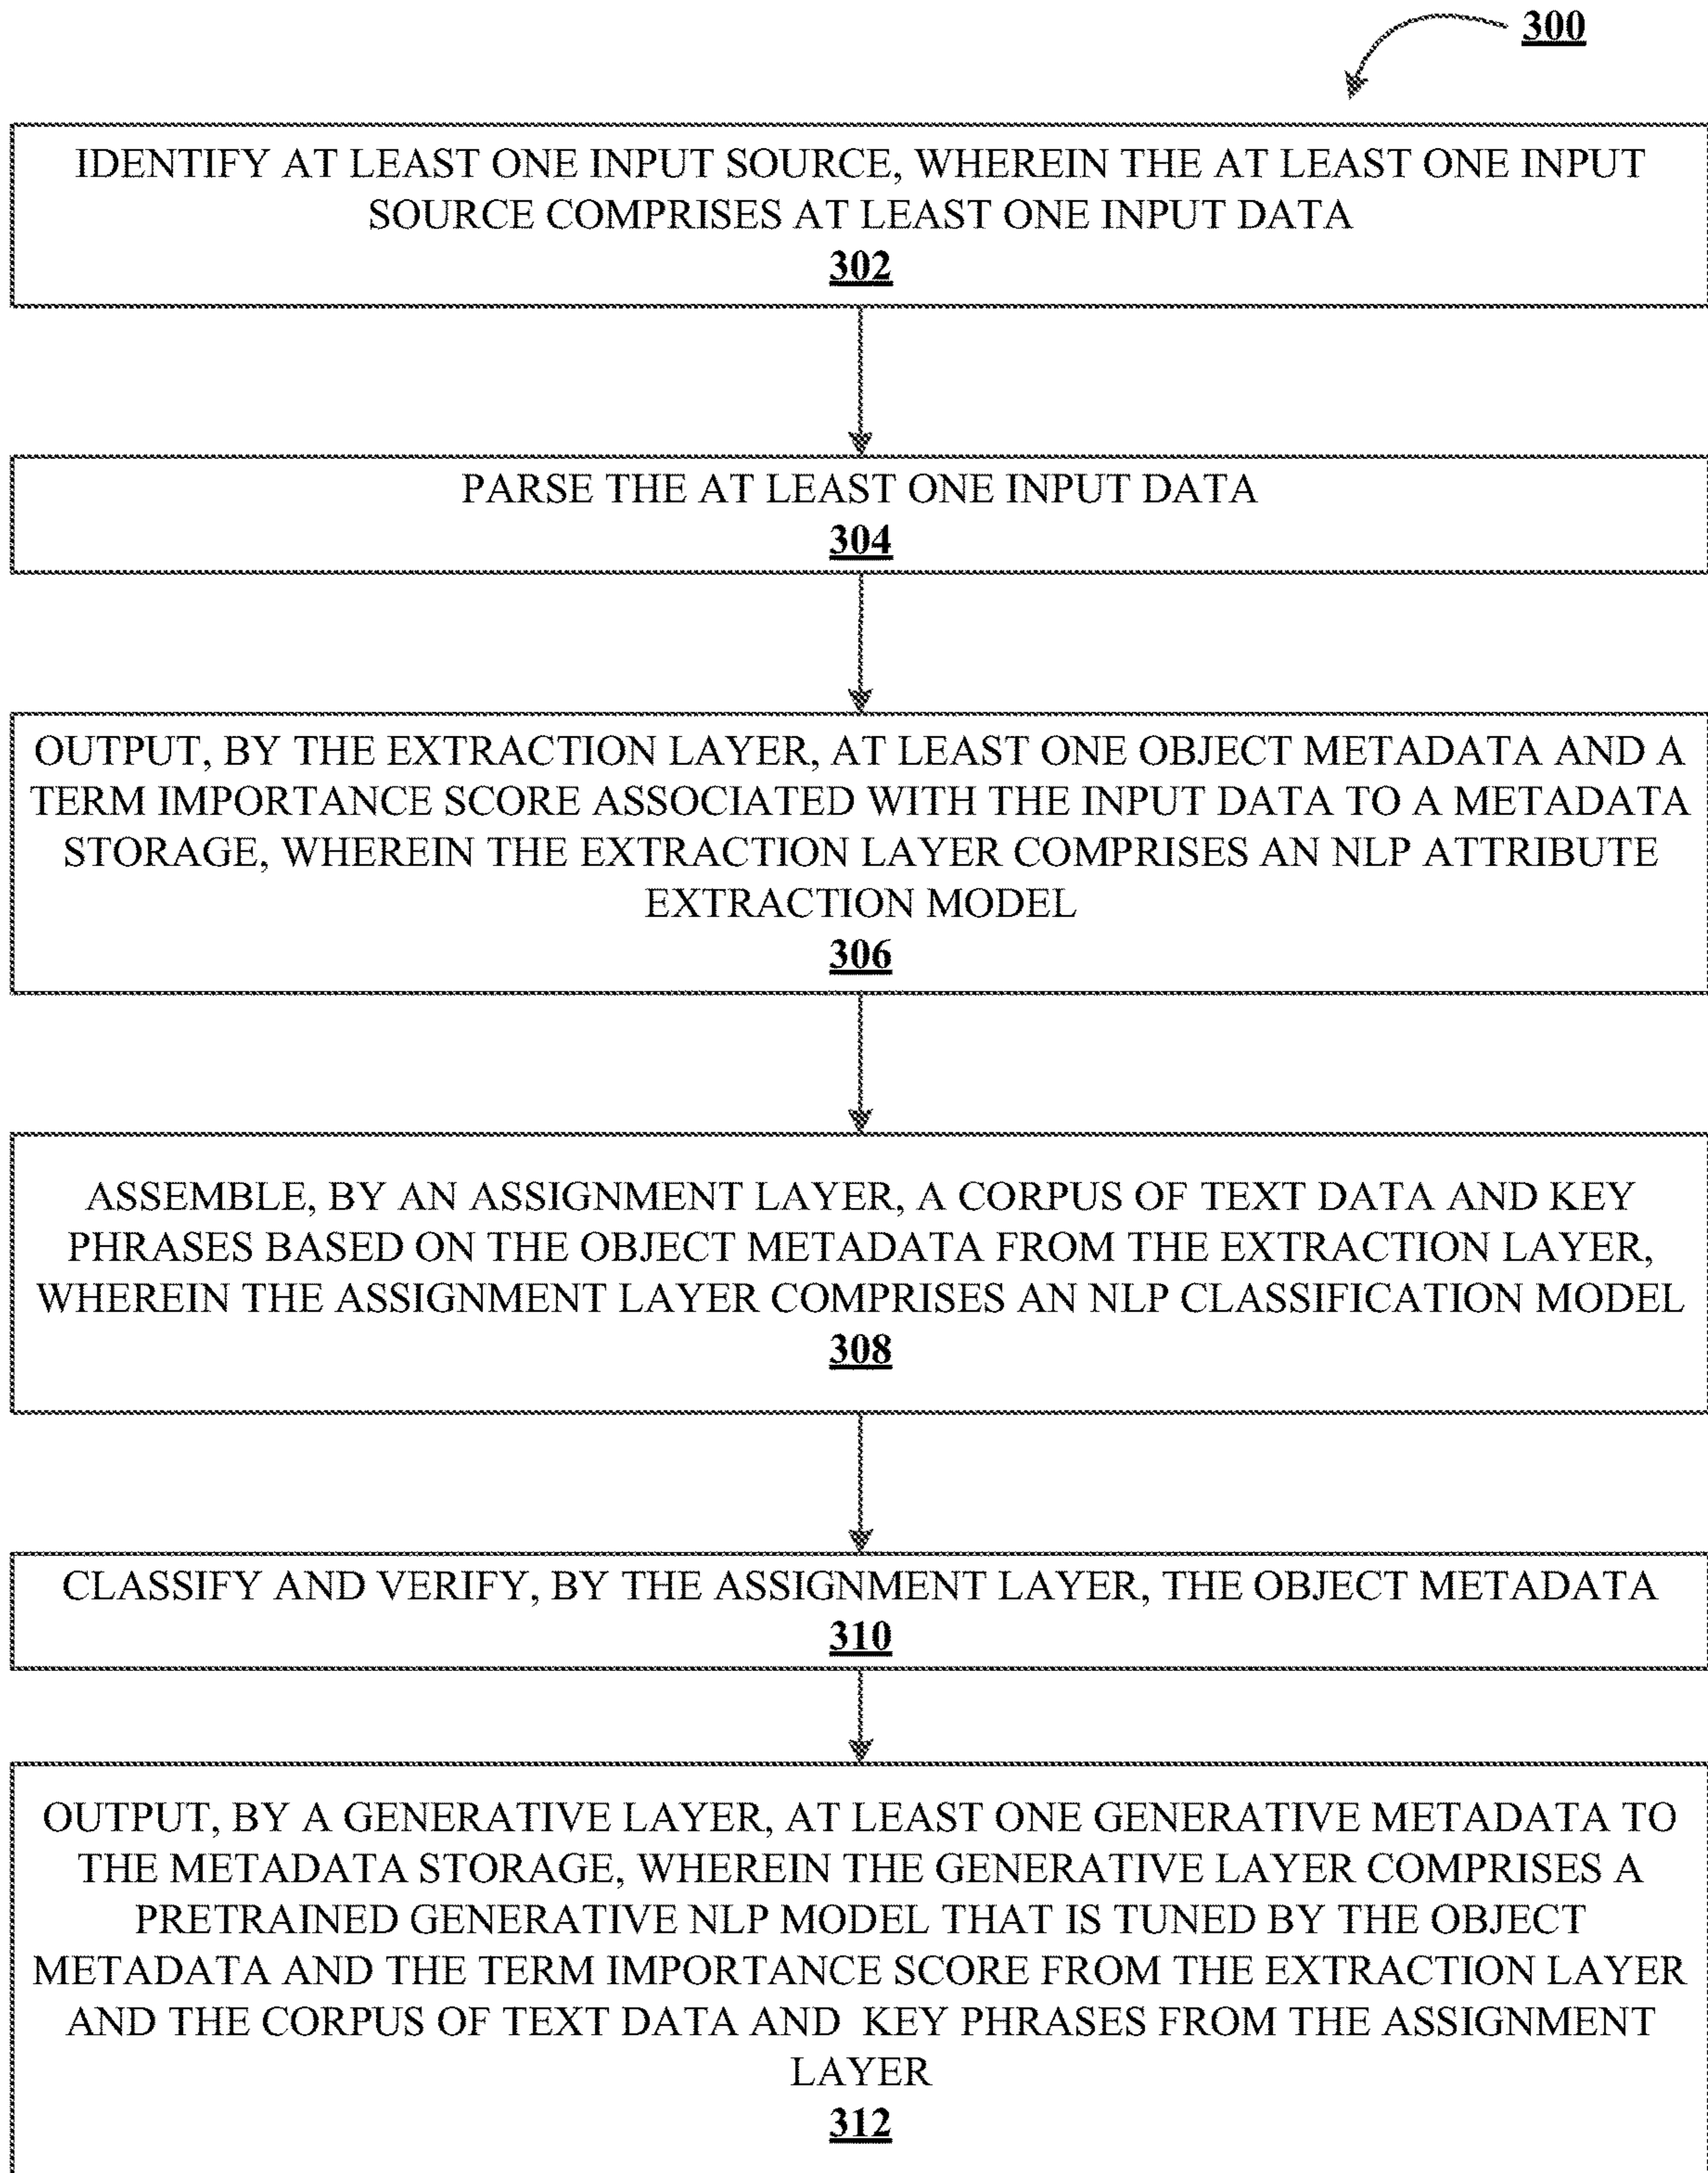 300
IDENTIFY AT LEAST ONE INPUT SOURCE, WHEREIN THE AT LEAST ONE INPUT
SOURCE COMPRISES AT LEAST ONE INPUT DATA
302
PARSE THE AT LEAST ONE INPUT DATA
304
OUTPUT, BY THE EXTRACTION LAYER, AT LEAST ONE OBJECT METADATA AND A
TERM IMPORTANCE SCORE ASSOCIATED WITH THE INPUT DATA TO A METADATA
STORAGE, WHEREIN THE EXTRACTION LAYER COMPRISES AN NLP ATTRIBUTE
EXTRACTION MODEL
306
ASSEMBLE, BY AN ASSIGNMENT LAYER, A CORPUS OF TEXT DATA AND KEY
PHRASES BASED ON THE OBJECT METADATA FROM THE EXTRACTION LAYER,
WHEREIN THE ASSIGNMENT LAYER COMPRISES AN NLP CLASSIFICATION MODEL
308
CLASSIFY AND VERIFY, BY THE ASSIGNMENT LAYER, THE OBJECT METADATA
310
OUTPUT, BY A GENERATIVE LAYER, AT LEAST ONE GENERATIVE METADATA TO
THE METADATA STORAGE, WHEREIN THE GENERATIVE LAYER COMPRISES A
PRETRAINED GENERATIVE NLP MODEL THAT IS TUNED BY THE OBJECT
METADATA AND THE TERM IMPORTANCE SCORE FROM THE EXTRACTION LAYER
AND THE CORPUS OF TEXT DATA AND KEY PHRASES FROM THE ASSIGNMENT
LAYER
312